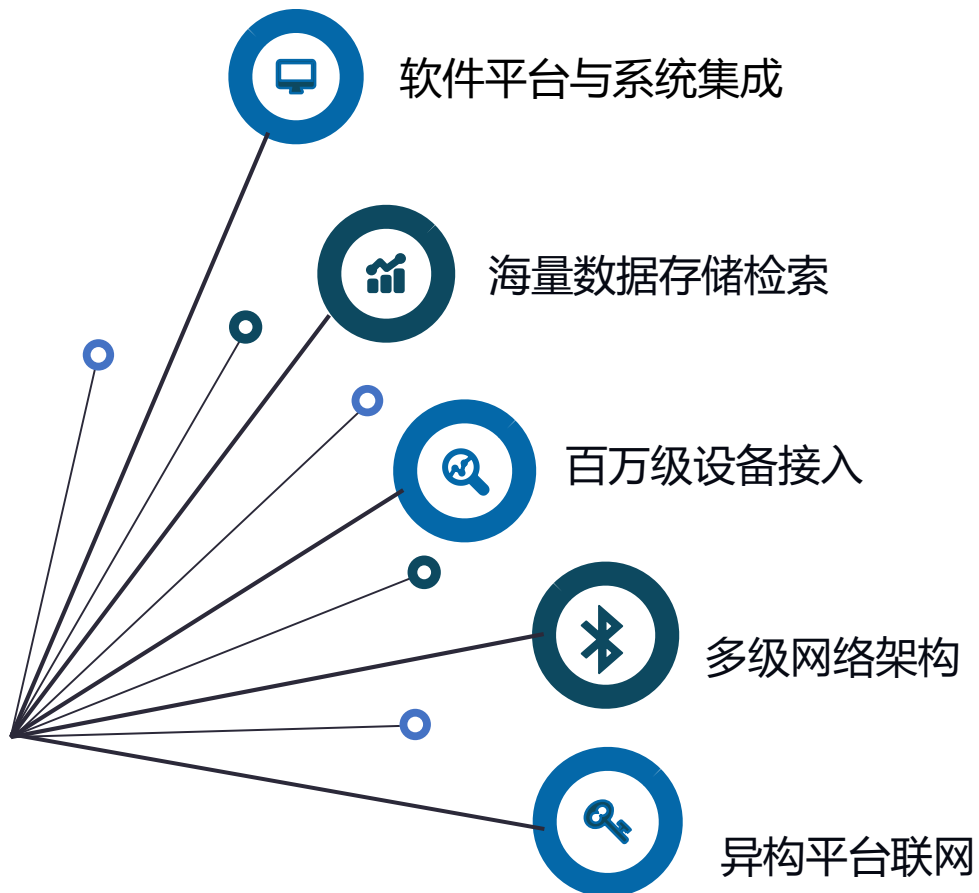 软件平台与系统集成
海量数据存储检索
百万级设备接入
多级网络架构
异构平台联网